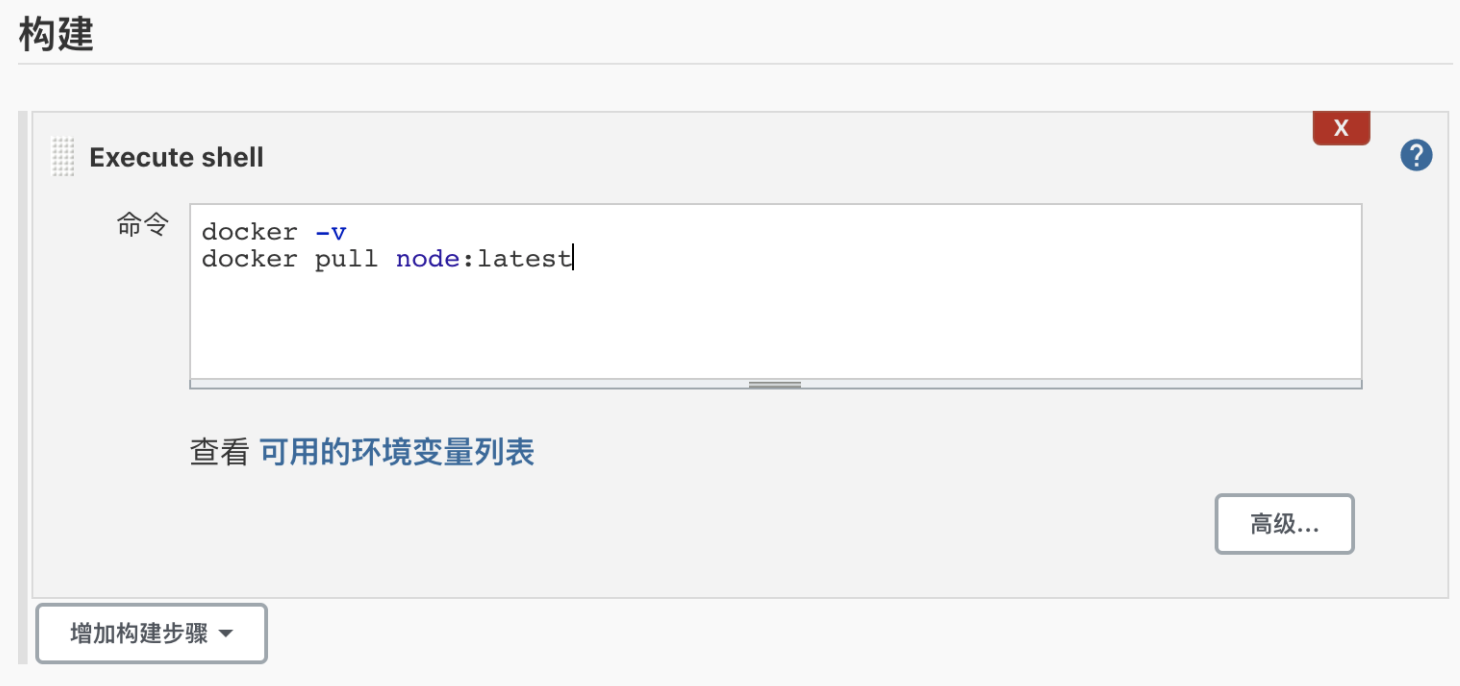 构建
X
Execute shell
?
命令
docker -v
docker pull node:latest
查看 可用的环境变量列表
高级...
增加构建步骤